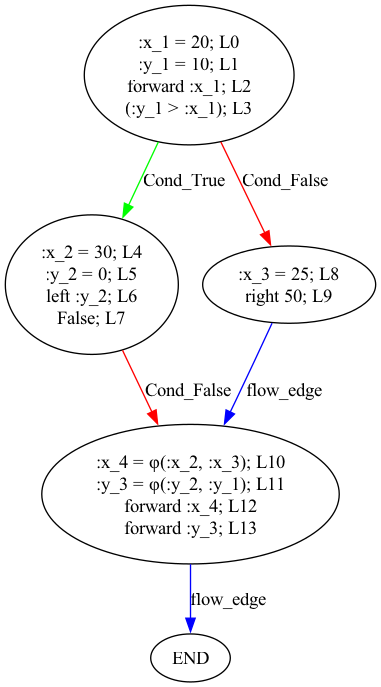 :x_1 = 20; L0
:y_1 = 10; L1
forward :x_1; L2
(:y_1 > :x_1); L3
Cond_True
Cond_False
:x_2 = 30; L4
:y_2 = 0; L5
left :y_2; L6
False; L7
:x_3 = 25; L8
right 50; L9
Cond_False
flow_edge
:x_4 = φ(:x_2, :x_3); L10
:y_3 = φ(:y_2, :y_1); L11
forward :x_4; L12
forward :y_3; L13
flow_edge
END